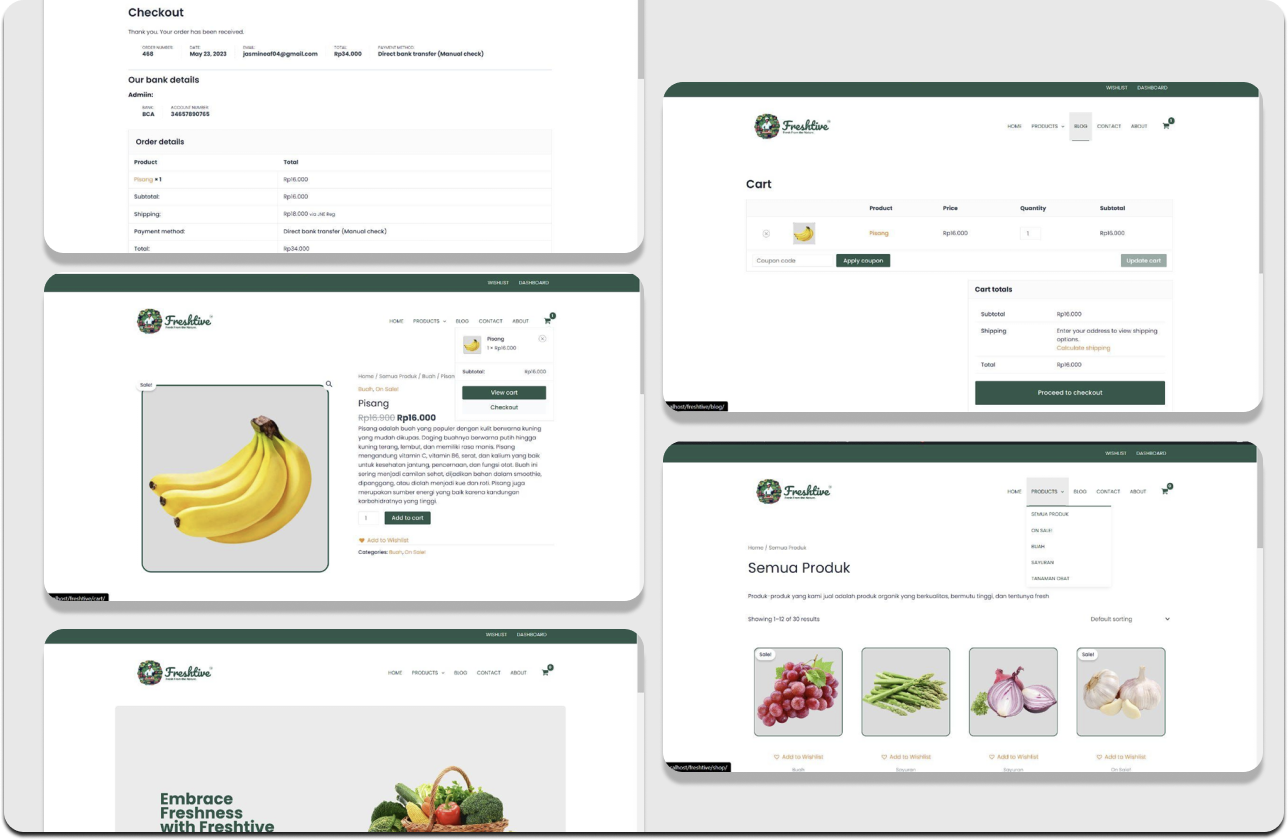 Checkout
Thank you. Your order has been received.
ORDER NUMBER: DATE: EMAIL: TOTAL: PAYMENT METHOD:
468 May 23, 2023 jasmineaf04@gmail.com Rp34.000 Direct bank transfer (Manual check)
Our bank details
Admiin:
BANK: ACCOUNT NUMBER:
BCA 34657890765
Order details
Product Total
Pisang × 1 Rp16.000
Subtotal: Rp16.000
Shipping: Rp18.000 via JNE Reg
Payment method: Direct bank transfer (Manual check)
Total: Rp34.000
WISHLIST DASHBOARD
Freshtive
HOME PRODUCTS BLOG CONTACT ABOUT 1
Pisang
1 × Rp16.000
Subtotal: Rp16.000
View cart
Checkout
Sale!
Home / Semua Produk / Buah / Pisang
Buah, On Sale!
Pisang
Rp16.900 Rp16.000
Pisang adalah buah yang populer dengan kulit berwarna kuning
yang mudah dikupas. Daging buahnya berwarna putih hingga
kuning terang, lembut, dan memiliki rasa manis. Pisang
mengandung vitamin C, vitamin B6, serat, dan kalium yang baik
untuk kesehatan jantung, pencernaan, dan fungsi otot. Buah ini
sering menjadi camilan sehat, dijadikan bahan dalam smoothie,
dipanggang, atau diolah menjadi kue dan roti. Pisang juga
merupakan sumber energi yang baik karena kandungan
karbohidratnya yang tinggi.
1 Add to cart
Add to Wishlist
Categories: Buah, On Sale!
lhost/freshtive/cart/
WISHLIST DASHBOARD
Freshtive
HOME PRODUCTS BLOG CONTACT ABOUT 0
Embrace
Freshness
with Freshtive
WISHLIST DASHBOARD
Freshtive
HOME PRODUCTS BLOG CONTACT ABOUT 1
Cart
Product Price Quantity Subtotal
Pisang Rp16.000 1 Rp16.000
Coupon code Apply coupon Update cart
Cart totals
Subtotal Rp16.000
Shipping Enter your address to view shipping
options.
Calculate shipping
Total Rp16.000
Proceed to checkout
alhost/freshtive/blog/
WISHLIST DASHBOARD
Freshtive
HOME PRODUCTS BLOG CONTACT ABOUT 0
SEMUA PRODUK
ON SALE!
BUAH
SAYURAN
TANAMAN OBAT
Home / Semua Produk
Semua Produk
Produk-produk yang kami jual adalah produk organik yang berkualitas, bermutu tinggi, dan tentunya fresh
Showing 1–12 of 30 results Default sorting
Sale! Sale!
Add to Wishlist Add to Wishlist Add to Wishlist Add to Wishlist
Buah Sayuran Sayuran On Sale!
calhost/freshtive/shop/